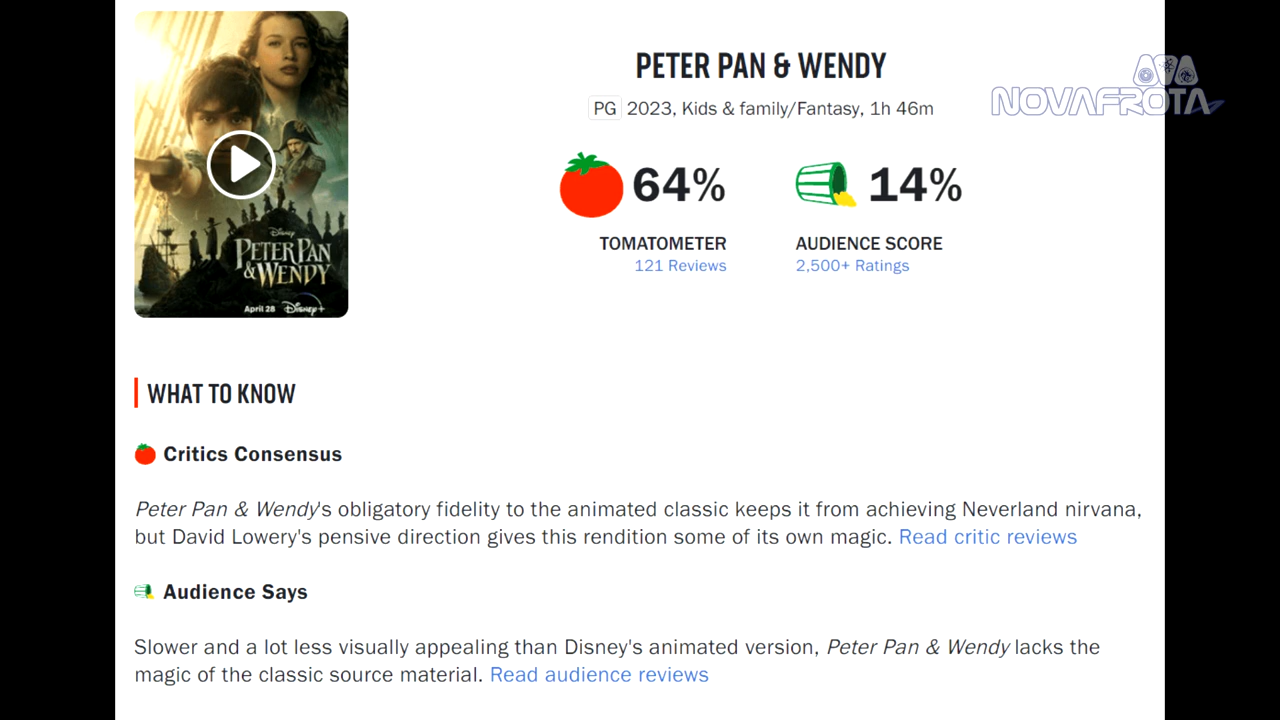 PETER PAN & WENDY
NOVAFROTA
PG 2023, Kids & family/Fantasy, 1h 46m
64%
14%
TOMATOMETER
AUDIENCE SCORE
121 Reviews
2,500+ Ratings
Disney
PETER PAN
& WENDY
April 28 Disney+
WHAT TO KNOW
Critics Consensus
Peter Pan & Wendy's obligatory fidelity to the animated classic keeps it from achieving Neverland nirvana,
but David Lowery's pensive direction gives this rendition some of its own magic. Read critic reviews
Audience Says
Slower and a lot less visually appealing than Disney's animated version, Peter Pan & Wendy lacks the
magic of the classic source material. Read audience reviews